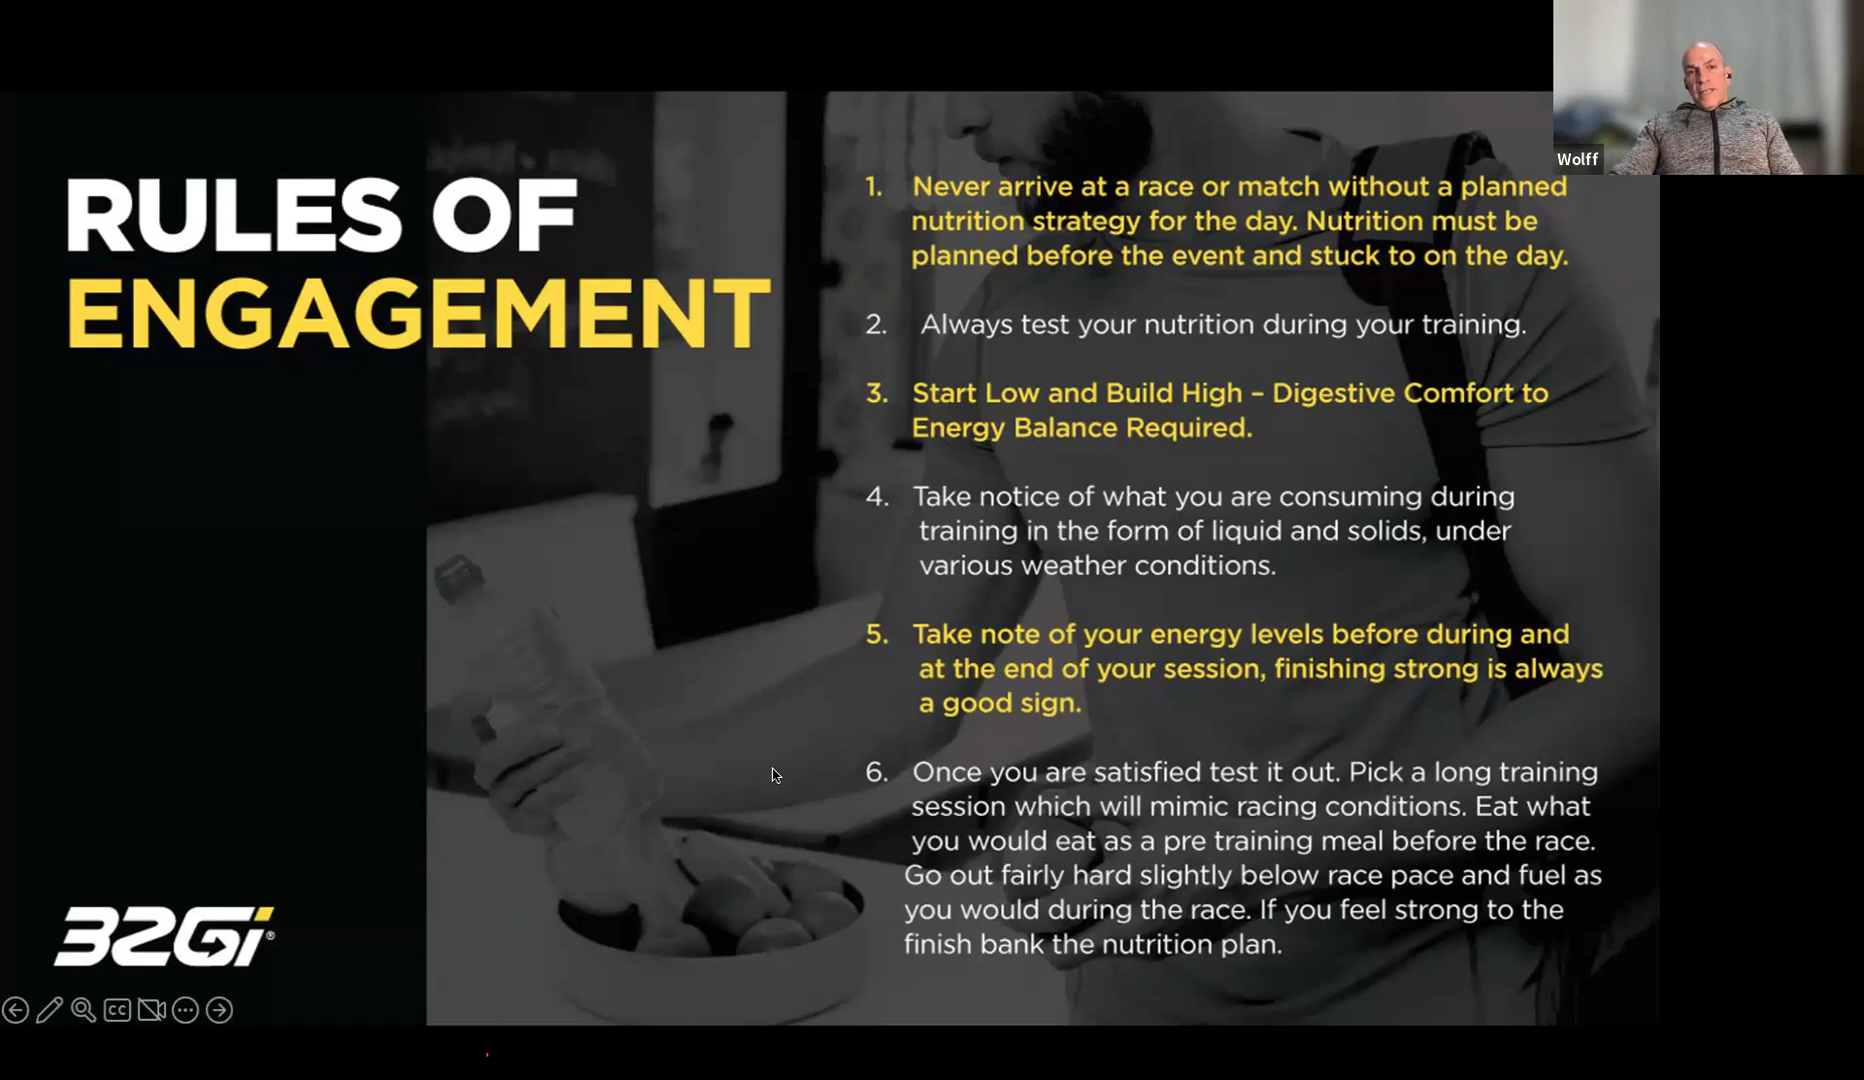 Wolff
RULES OF
ENGAGEMENT
1. Never arrive at a race or match without a planned
nutrition strategy for the day. Nutrition must be
planned before the event and stuck to on the day.
2. Always test your nutrition during your training.
3. Start Low and Build High – Digestive Comfort to
Energy Balance Required.
4. Take notice of what you are consuming during
training in the form of liquid and solids, under
various weather conditions.
5. Take note of your energy levels before during and
at the end of your session, finishing strong is always
a good sign.
6. Once you are satisfied test it out. Pick a long training
session which will mimic racing conditions. Eat what
you would eat as a pre training meal before the race.
Go out fairly hard slightly below race pace and fuel as
you would during the race. If you feel strong to the
finish bank the nutrition plan.
32Gi®
CC